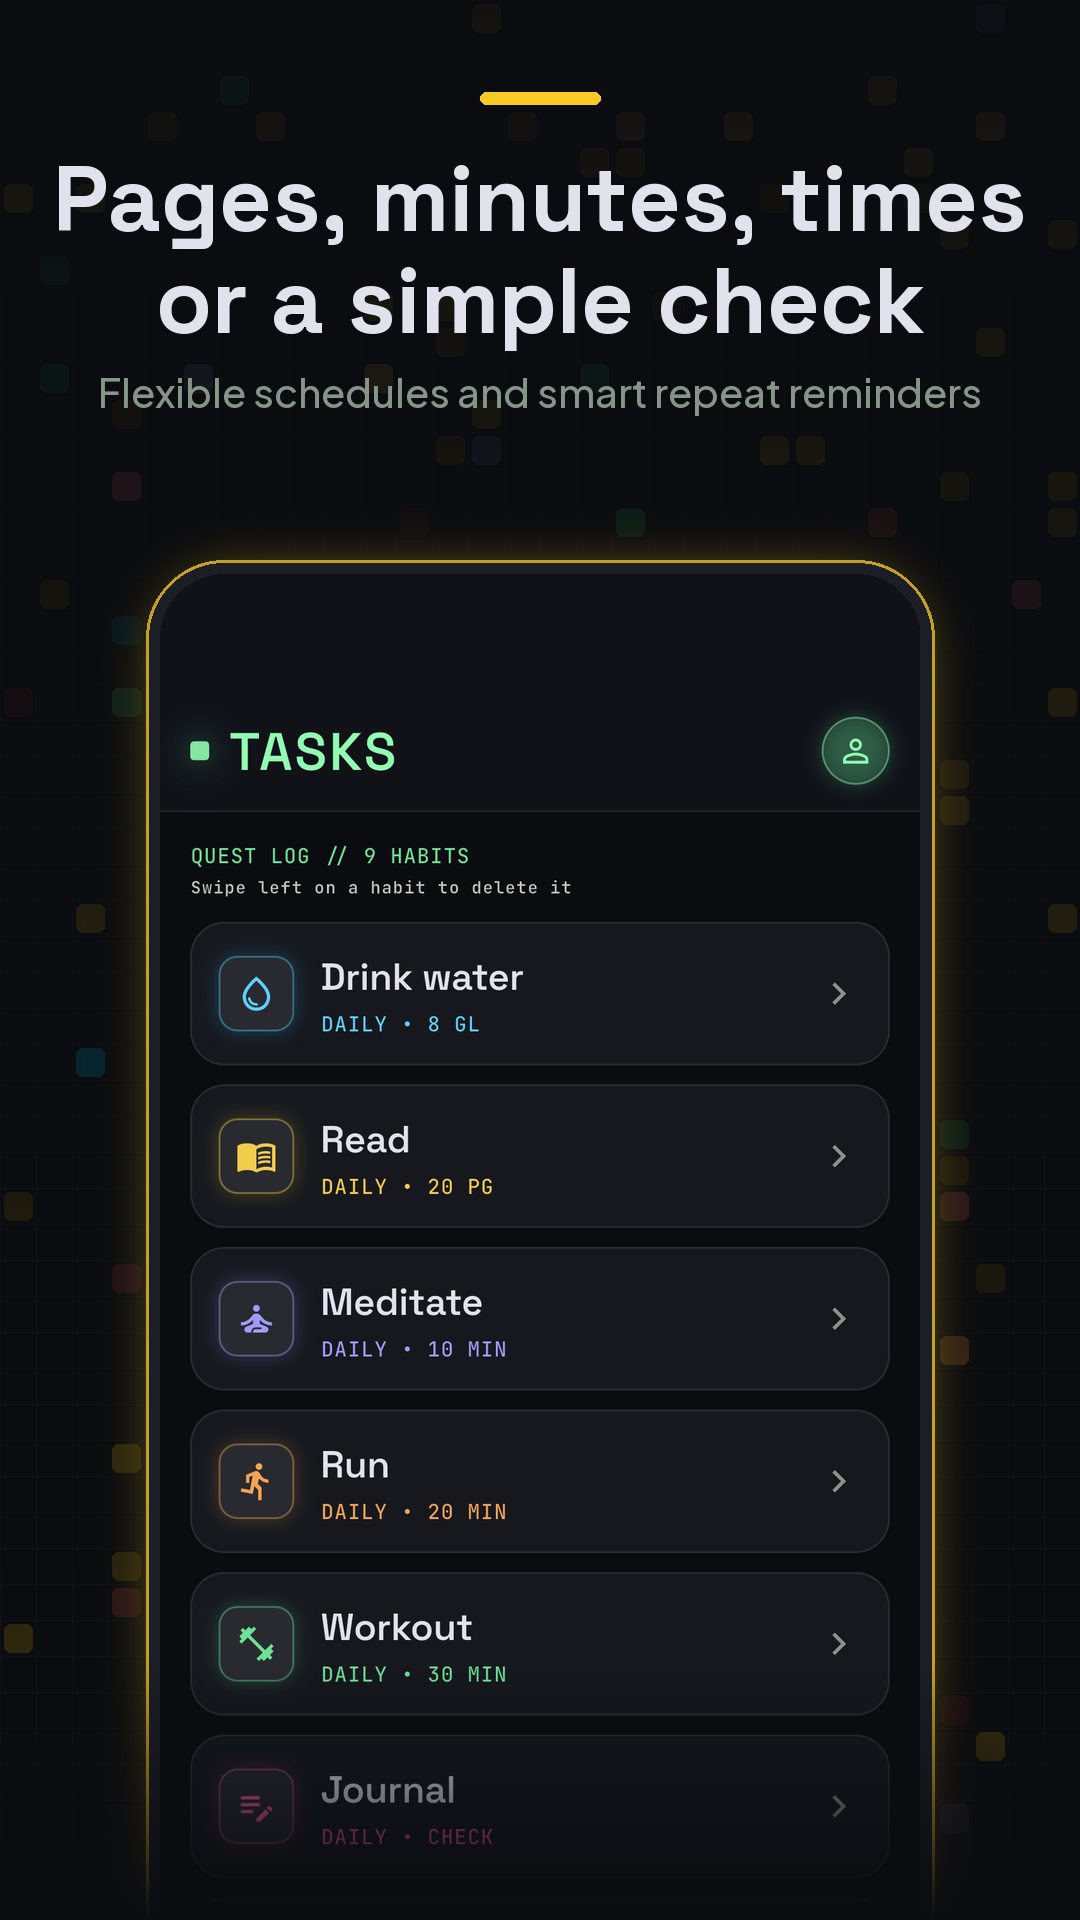 Pages, minutes, times
or a simple check
Flexible schedules and smart repeat reminders
TASKS
QUEST LOG // 9 HABITS
Swipe left on a habit to delete it
Drink water
DAILY • 8 GL
Read
DAILY • 20 PG
Meditate
DAILY • 10 MIN
Run
DAILY • 20 MIN
Workout
DAILY • 30 MIN
Journal
DAILY • CHECK